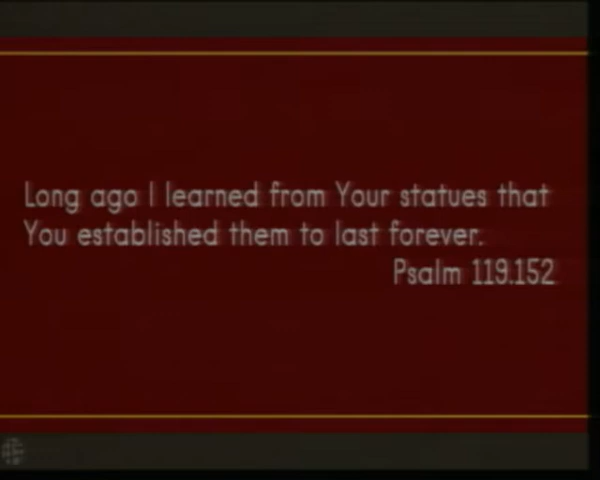 Long ago I learned from Your statues that
You established them to last forever.
Psalm 119.152